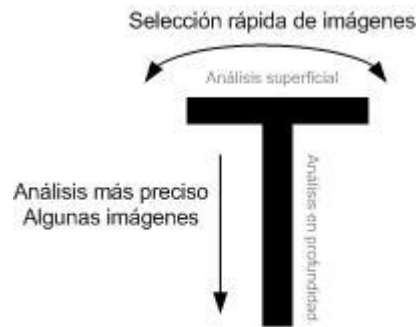 Selección rápida de imágenes
Análisis superficial
Análisis más preciso
Algunas imágenes
Análisis en profundidad